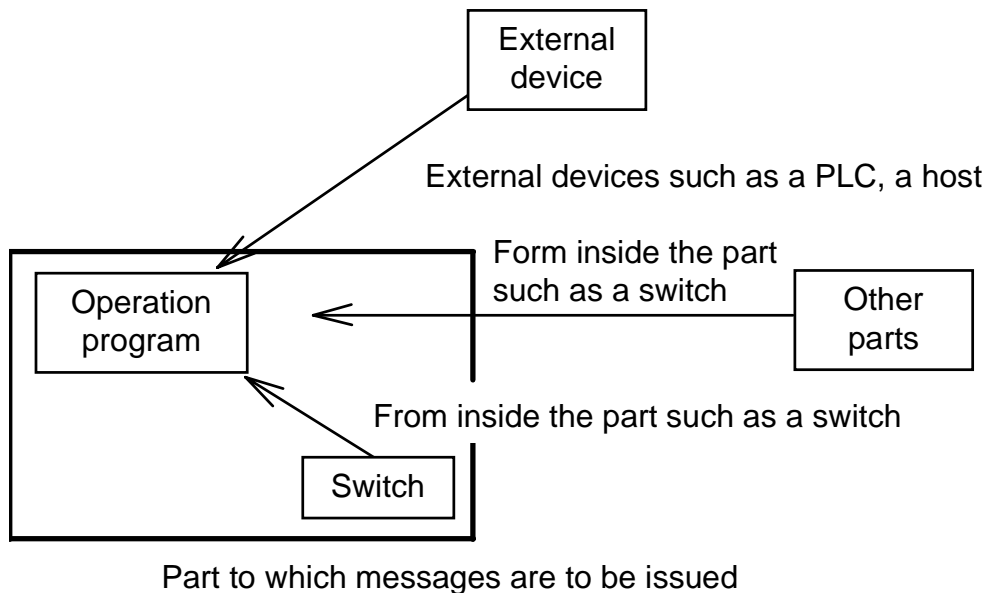 External
device
External devices such as a PLC, a host
Form inside the part
such as a switch
Operation
program
Other
parts
From inside the part such as a switch
Switch
Part to which messages are to be issued